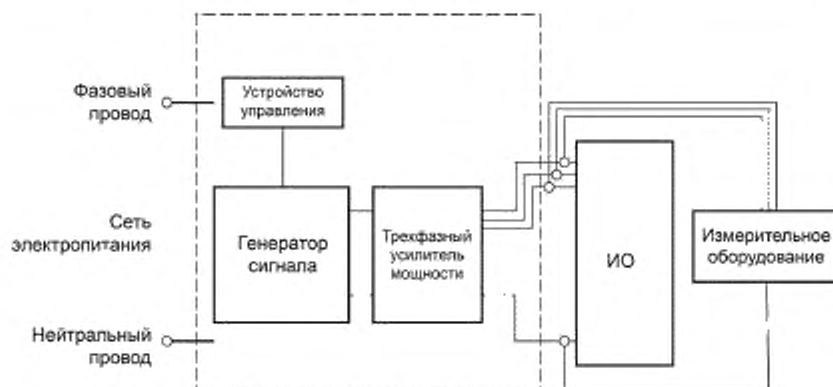 Фазовый
провод
Устройство
управления
Сеть
электропитания
Генератор
сигнала
Трехфазный
усилитель
мощности
ИО
Измерительное
оборудование
Нейтральный
провод